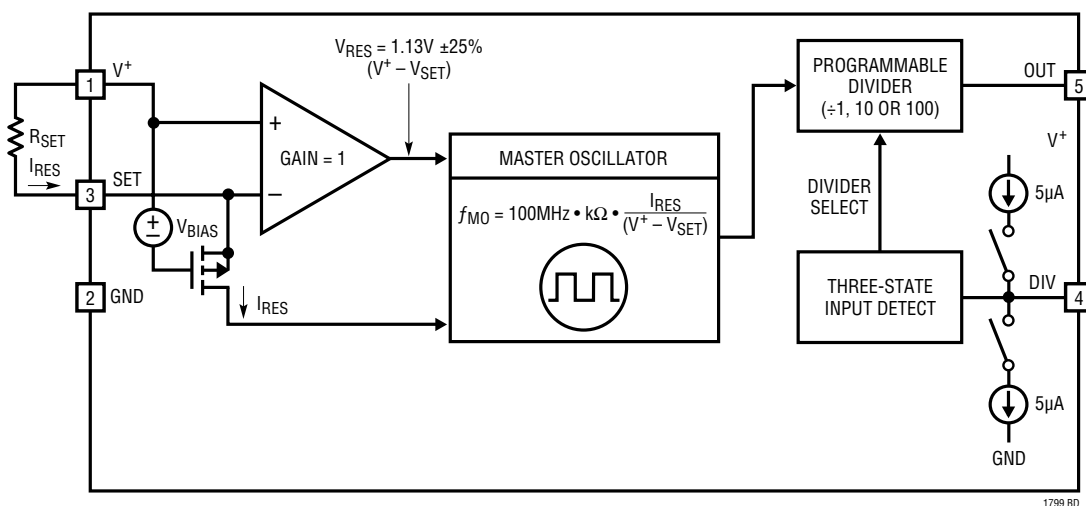 V_RES = 1.13V ±25%
(V⁺ – V_SET)
1
V⁺
R_SET
I_RES
3
SET
+
GAIN = 1
–
+
–
V_BIAS
2
GND
I_RES
MASTER OSCILLATOR
ƒ_MO = 100MHz • kΩ • I_RES / (V⁺ – V_SET)
PROGRAMMABLE
DIVIDER
(÷1, 10 OR 100)
OUT
5
DIVIDER
SELECT
THREE-STATE
INPUT DETECT
V⁺
5µA
DIV
4
5µA
GND
1799 BD